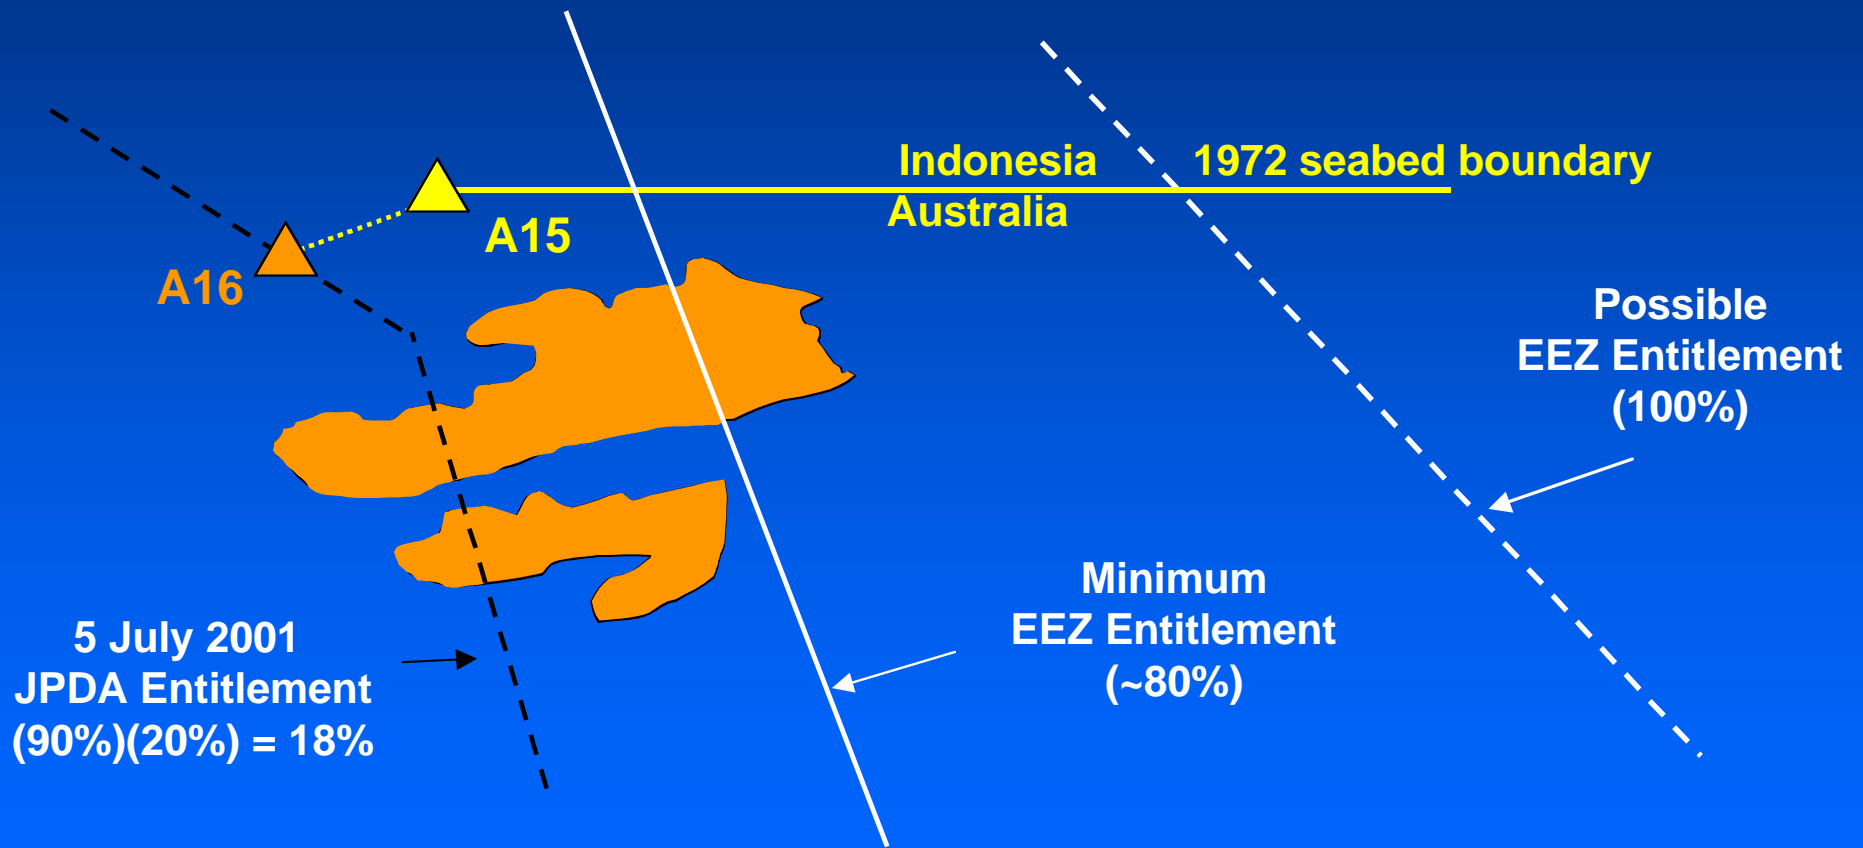 Indonesia 1972 seabed boundary
Australia
A15
A16
Possible
EEZ Entitlement
(100%)
Minimum
EEZ Entitlement
(~80%)
5 July 2001
JPDA Entitlement
(90%)(20%) = 18%